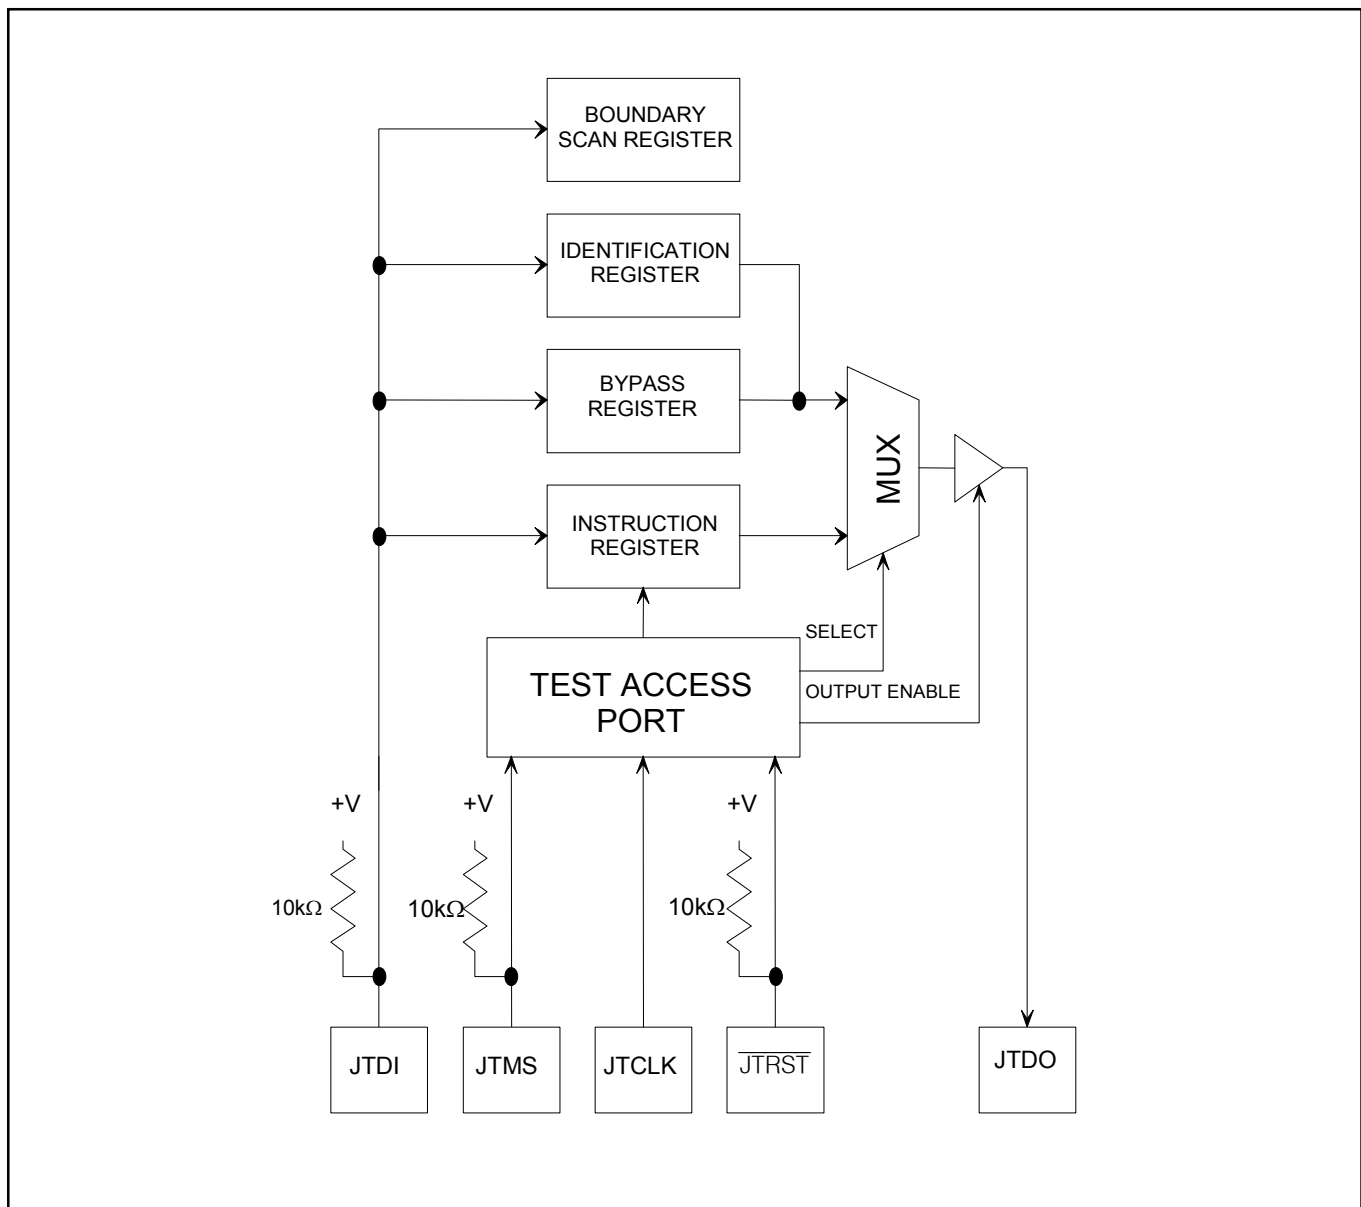 BOUNDARY
SCAN REGISTER
IDENTIFICATION
REGISTER
BYPASS
REGISTER
MUX
INSTRUCTION
REGISTER
SELECT
TEST ACCESS
PORT
OUTPUT ENABLE
+V
+V
+V
10kΩ
10kΩ
10kΩ
JTDI
JTMS
JTCLK
JTRST
JTDO